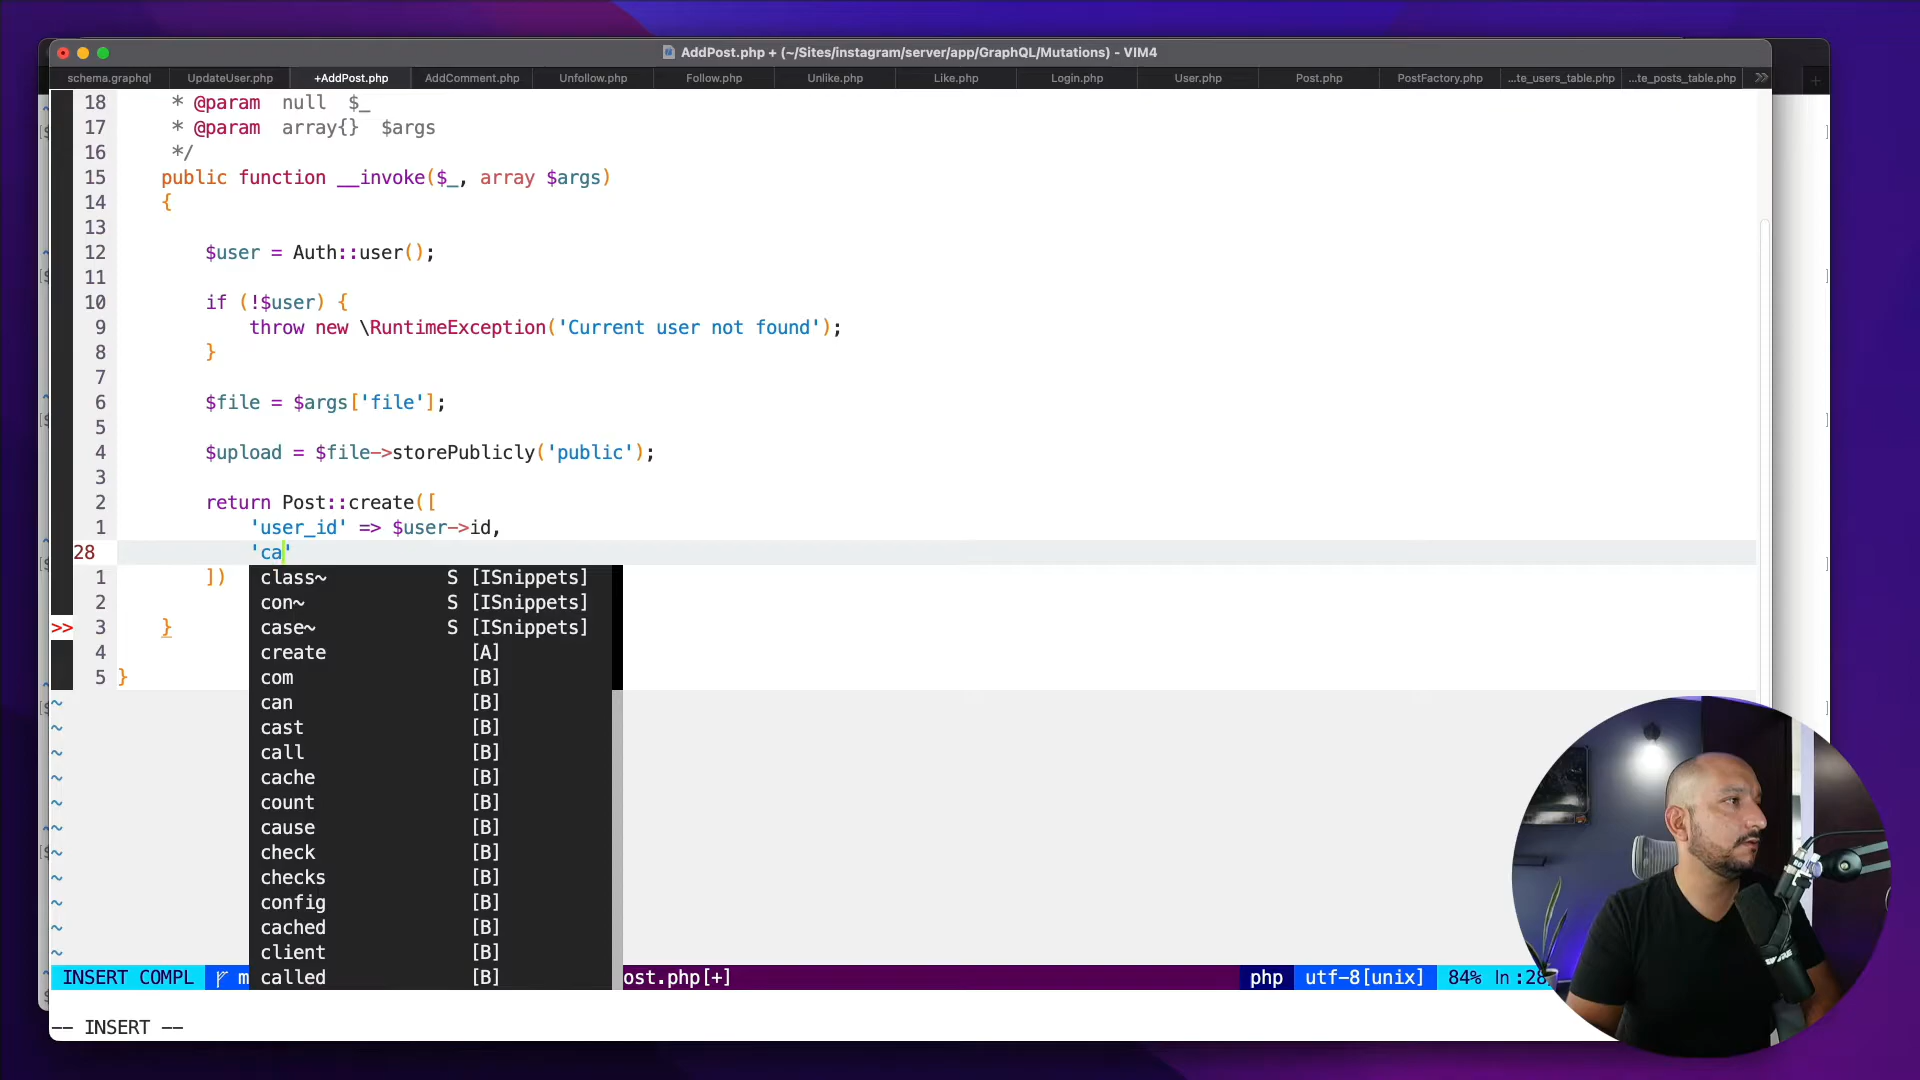 AddPost.php + (~/Sites/instagram/server/app/GraphQL/Mutations) - VIM4
schema.graphql UpdateUser.php +AddPost.php AddComment.php Unfollow.php Follow.php Unlike.php Like.php Login.php User.php Post.php PostFactory.php ...te_users_table.php ...te_posts_table.php
18 * @param null $_
17 * @param array{} $args
16 */
15 public function __invoke($_, array $args)
14 {
13
12 $user = Auth::user();
11
10 if (!$user) {
9 throw new \RuntimeException('Current user not found');
8 }
7
6 $file = $args['file'];
5
4 $upload = $file->storePublicly('public');
3
2 return Post::create([
1 'user_id' => $user->id,
28 'ca'
1 ])
class~ S [ISnippets]
2
con~ S [ISnippets]
>> 3 }
case~ S [ISnippets]
4
create [A]
5 }
com [B]
~ can [B]
~ cast [B]
~ call [B]
~ cache [B]
~ count [B]
~ cause [B]
~ check [B]
~ checks [B]
~ config [B]
~ cached [B]
~ client [B]
called [B]
INSERT COMPL m ost.php[+] php utf-8[unix] 84% ln :28
-- INSERT --